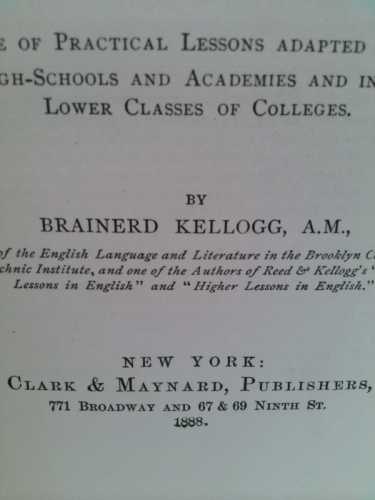 E OF PRACTICAL LESSONS ADAPTED
GH-SCHOOLS AND ACADEMIES AND IN
LOWER CLASSES OF COLLEGES.
BY
BRAINERD KELLOGG, A.M.,
of the English Language and Literature in the Brooklyn C
chnic Institute, and one of the Authors of Reed & Kellogg's "
Lessons in English" and "Higher Lessons in English."
NEW YORK:
CLARK & MAYNARD, PUBLISHERS,
771 BROADWAY AND 67 & 69 NINTH ST.
1888.